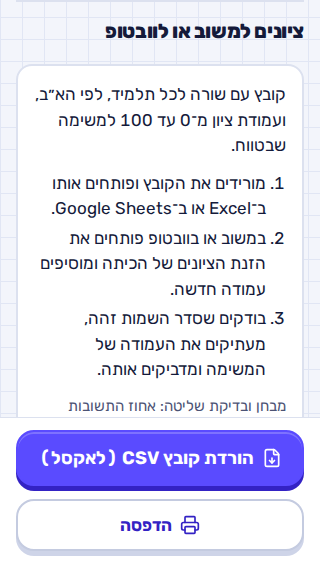 ציונים למשוב או לוובטופ
קובץ עם שורה לכל תלמיד, לפי הא״ב,
ועמודת ציון מ־0 עד 100 למשימה
שבטווח.
1. מורידים את הקובץ ופותחים אותו
ב־Excel או ב־Google Sheets.
2. במשוב או בוובטופ פותחים את
הזנת הציונים של הכיתה ומוסיפים
עמודה חדשה.
3. בודקים שסדר השמות זהה,
מעתיקים את העמודה של
המשימה ומדביקים אותה.
מבחן ובדיקת שליטה: אחוז התשובות
הורדת קובץ CSV (לאקסל)
הדפסה